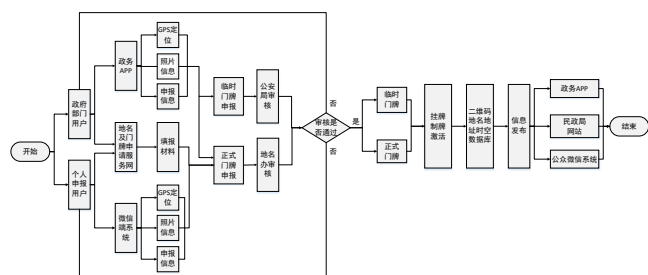 开始
政府
部门
用户
个人
申报
用户
政务
APP
地名
及门
牌申
请服
务网
微信
端系
统
GPS定
位
照片
信息
申报
信息
填报
材料
GPS定
位
照片
信息
申报
信息
临时
门牌
申报
正式
门牌
申报
公安
局审
核
地名
办审
核
否
审核是
否通过
是
否
临时
门牌
正式
门牌
挂牌
制牌
激活
二维码
地名地
址时空
数据库
信息
发布
政务APP
民政局
网站
公众微信系统
结束